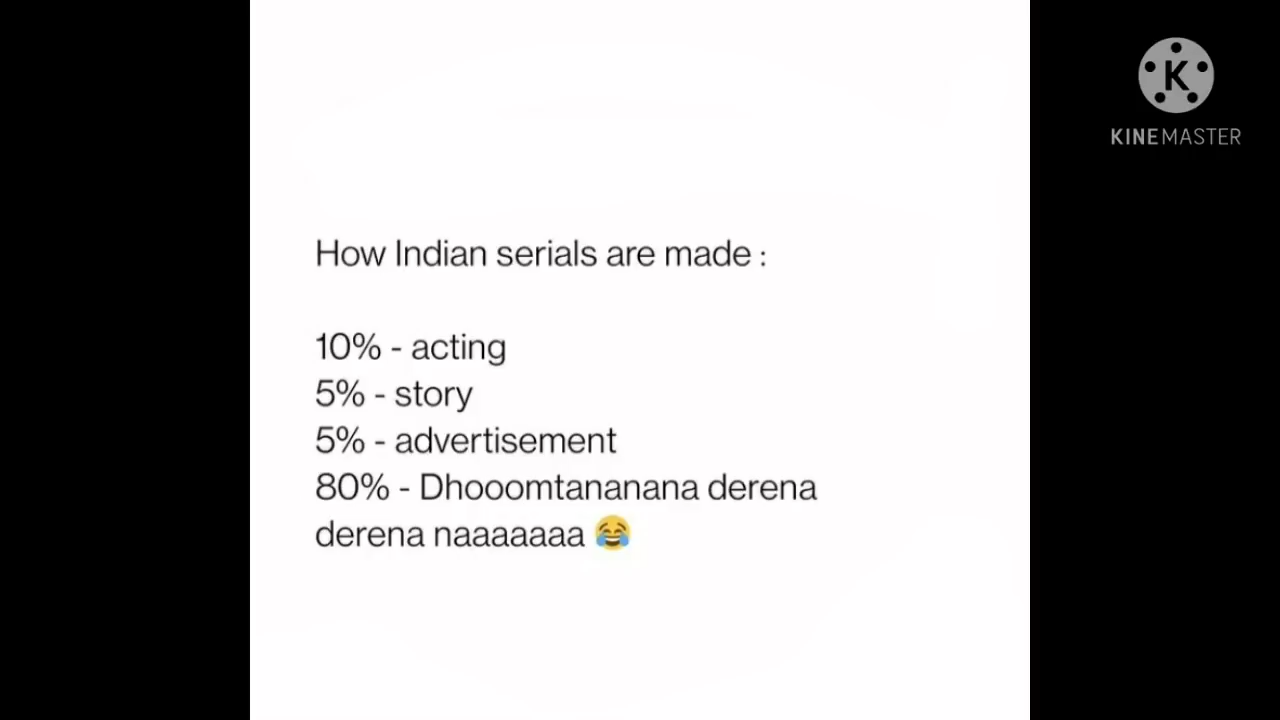 K
KINEMASTER
How Indian serials are made :
10% - acting
5% - story
5% - advertisement
80% - Dhooomtananana derena
derena naaaaaaa 😂